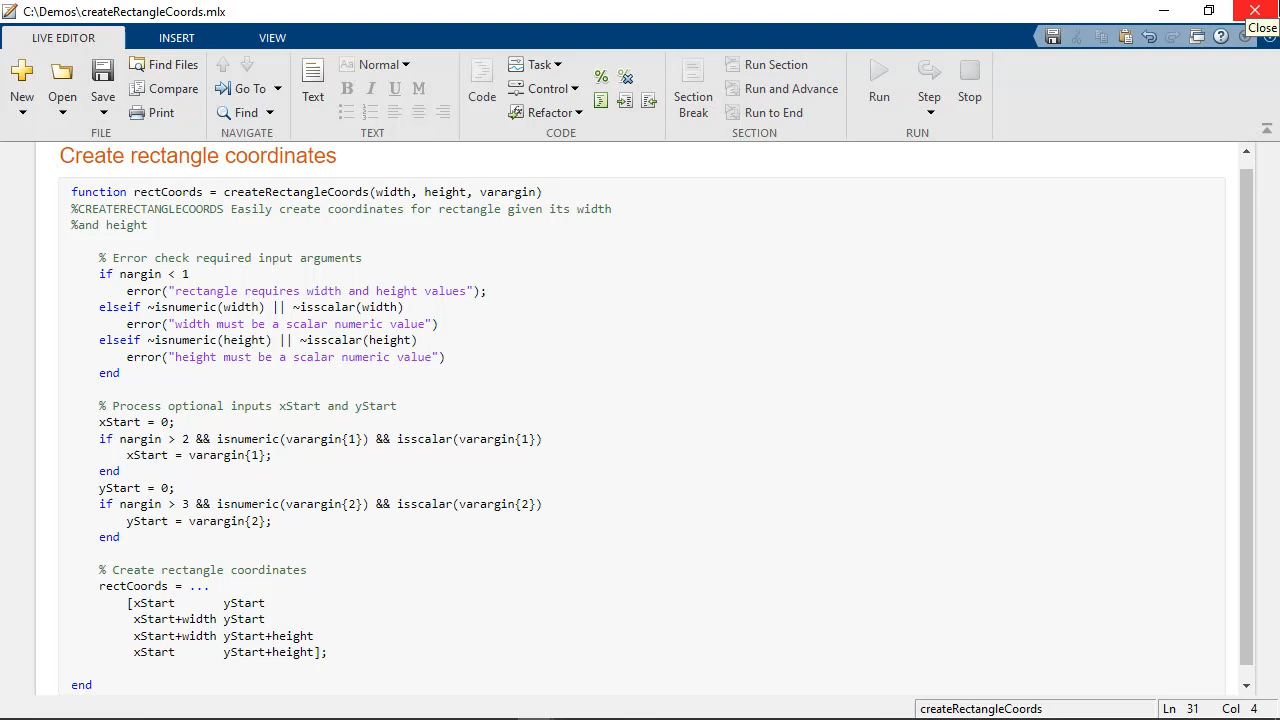 C:\Demos\createRectangleCoords.mlx
Close
LIVE EDITOR INSERT VIEW
New Open Save Find Files Compare Print
FILE
Go To Find
NAVIGATE
Text Aa Normal B I U M
TEXT
Code Task Control Refactor
CODE
Section Break Run Section Run and Advance Run to End
SECTION
Run Step Stop
RUN
Create rectangle coordinates
function rectCoords = createRectangleCoords(width, height, varargin)
%CREATERECTANGLECOORDS Easily create coordinates for rectangle given its width
%and height
% Error check required input arguments
if nargin < 1
error("rectangle requires width and height values");
elseif ~isnumeric(width) || ~isscalar(width)
error("width must be a scalar numeric value")
elseif ~isnumeric(height) || ~isscalar(height)
error("height must be a scalar numeric value")
end
% Process optional inputs xStart and yStart
xStart = 0;
if nargin > 2 && isnumeric(varargin{1}) && isscalar(varargin{1})
xStart = varargin{1};
end
yStart = 0;
if nargin > 3 && isnumeric(varargin{2}) && isscalar(varargin{2})
yStart = varargin{2};
end
% Create rectangle coordinates
rectCoords = ...
[xStart yStart
xStart+width yStart
xStart+width yStart+height
xStart yStart+height];
end
createRectangleCoords Ln 31 Col 4